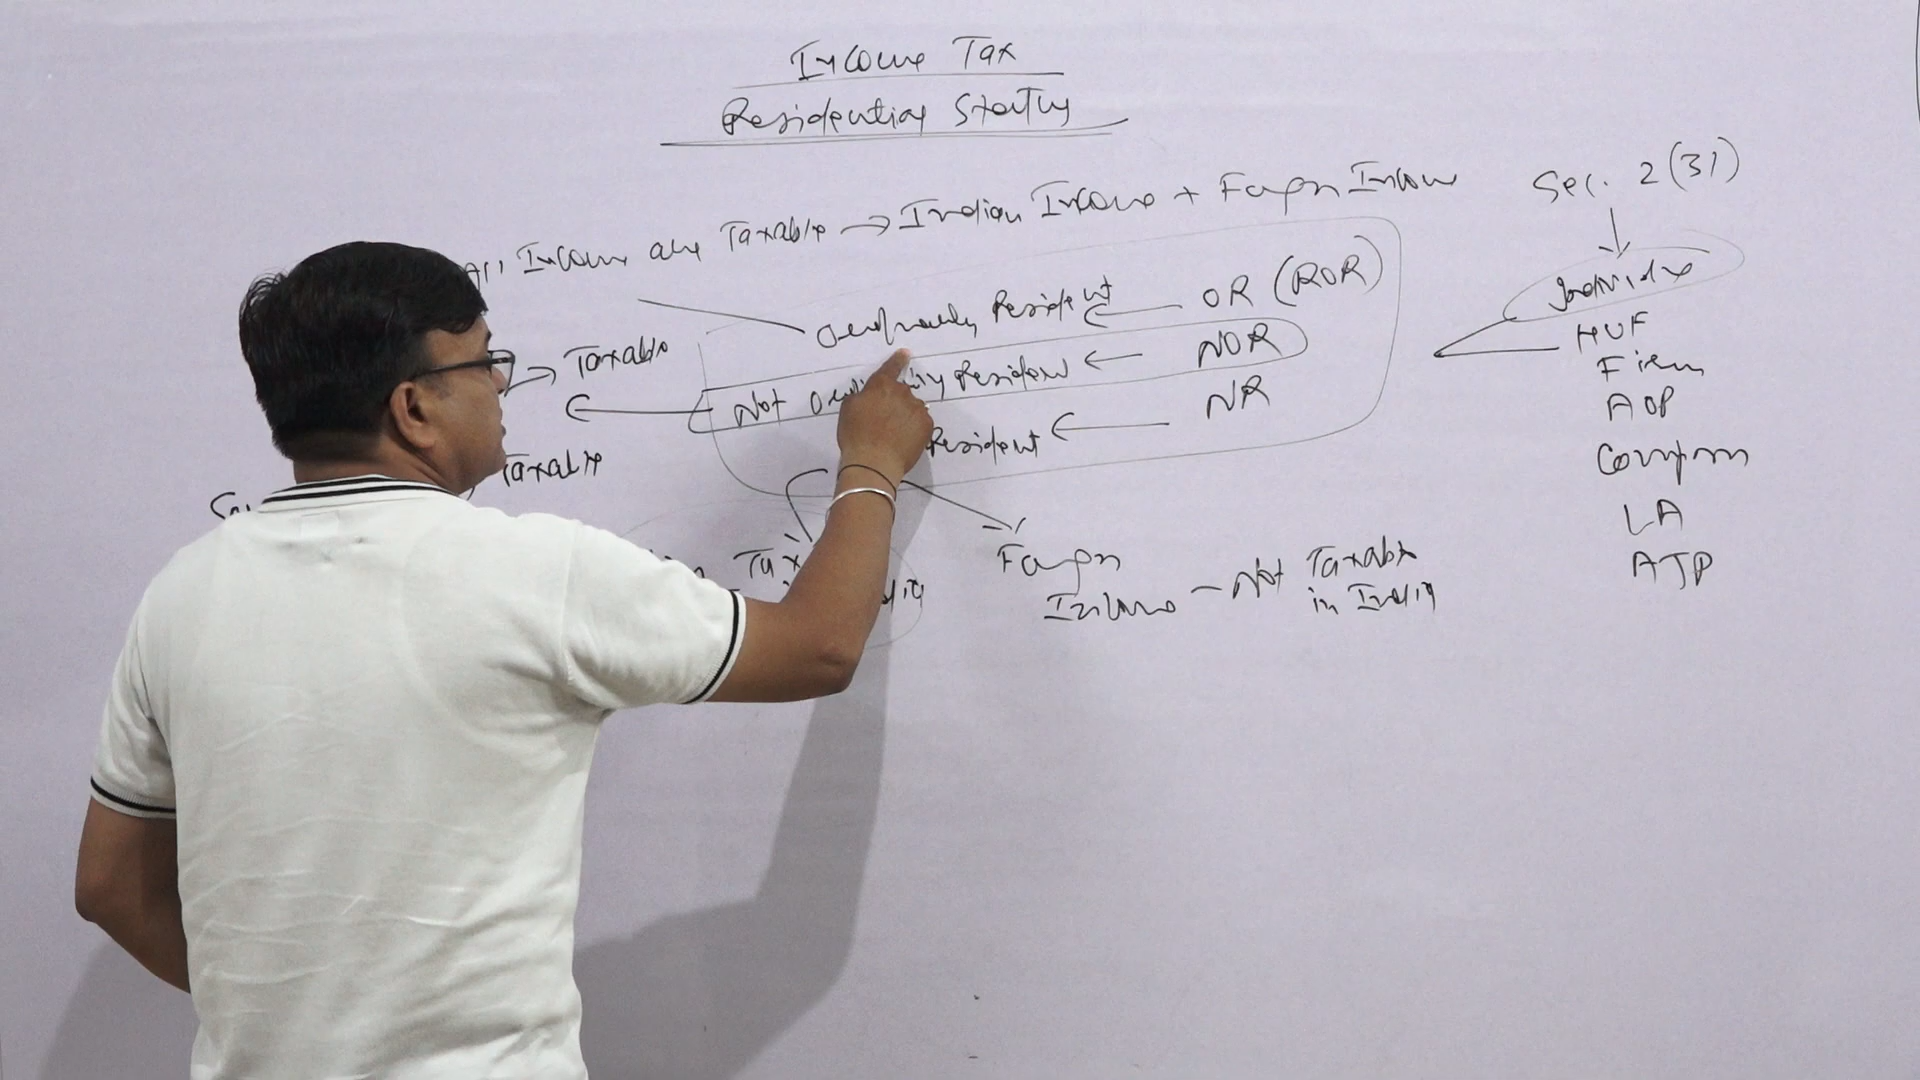 Income Tax
Residential Status
All Income are Taxable → Indian Income + Foreign Income
Ordinarily Resident ← OR (ROR)
Not Resident ← NOR
Resident ← NR
Taxable
Taxable
Tax
Foreign
Income - Not Taxable
in India
Sec. 2 (31)
Individual
HUF
Firm
AOP
Company
LA
AJP